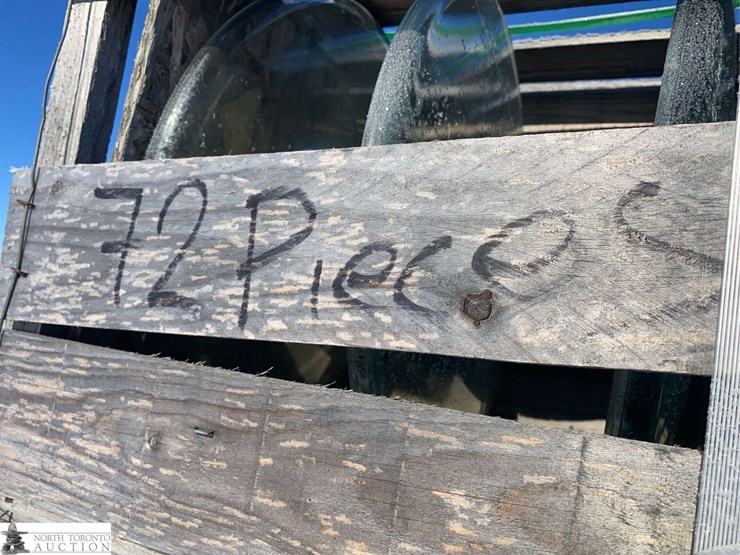 72 Pieces
NORTH TORONTO
AUCTION